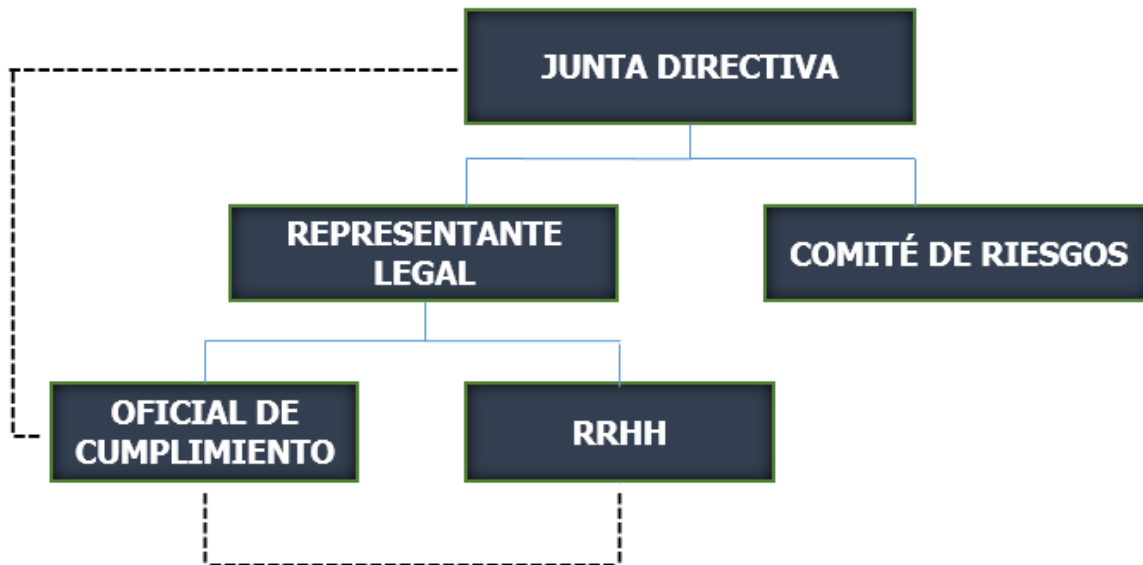 JUNTA DIRECTIVA
REPRESENTANTE
LEGAL
COMITÉ DE RIESGOS
OFICIAL DE
CUMPLIMIENTO
RRHH